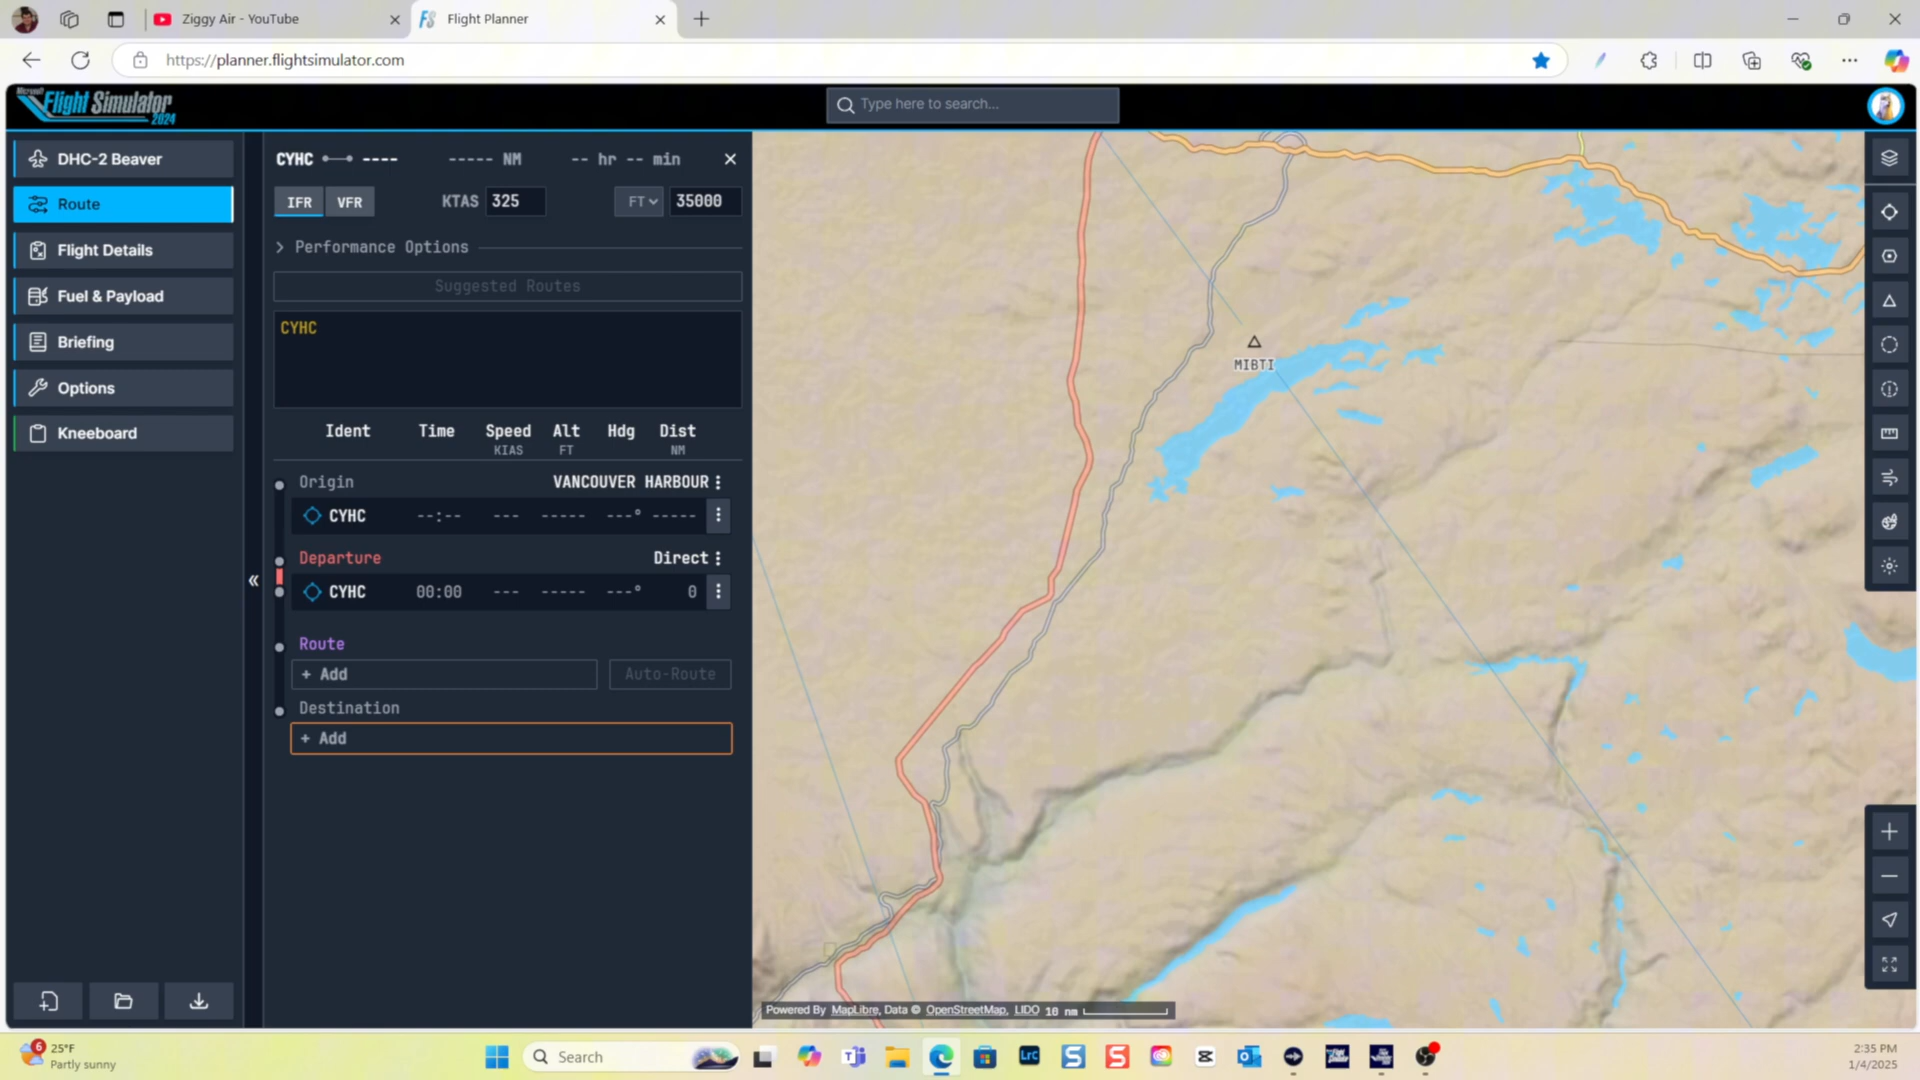 Ziggy Air - YouTube
Flight Planner
https://planner.flightsimulator.com
Microsoft
Flight Simulator
2024
Type here to search...
DHC-2 Beaver
Route
Flight Details
Fuel & Payload
Briefing
Options
Kneeboard
CYHC ---- ----- NM -- hr -- min
IFR VFR KTAS 325 FT 35000
Performance Options
Suggested Routes
CYHC
Ident Time Speed Alt Hdg Dist
KIAS FT NM
Origin VANCOUVER HARBOUR
CYHC --:-- --- ----- ---° -----
Departure Direct
CYHC 00:00 --- ----- ---° 0
Route
+ Add Auto-Route
Destination
+ Add
«
MIBTI
Powered By MapLibre, Data © OpenStreetMap, LIDO 10 nm
6
25°F
Partly sunny
Search
LrC
2:35 PM
1/4/2025